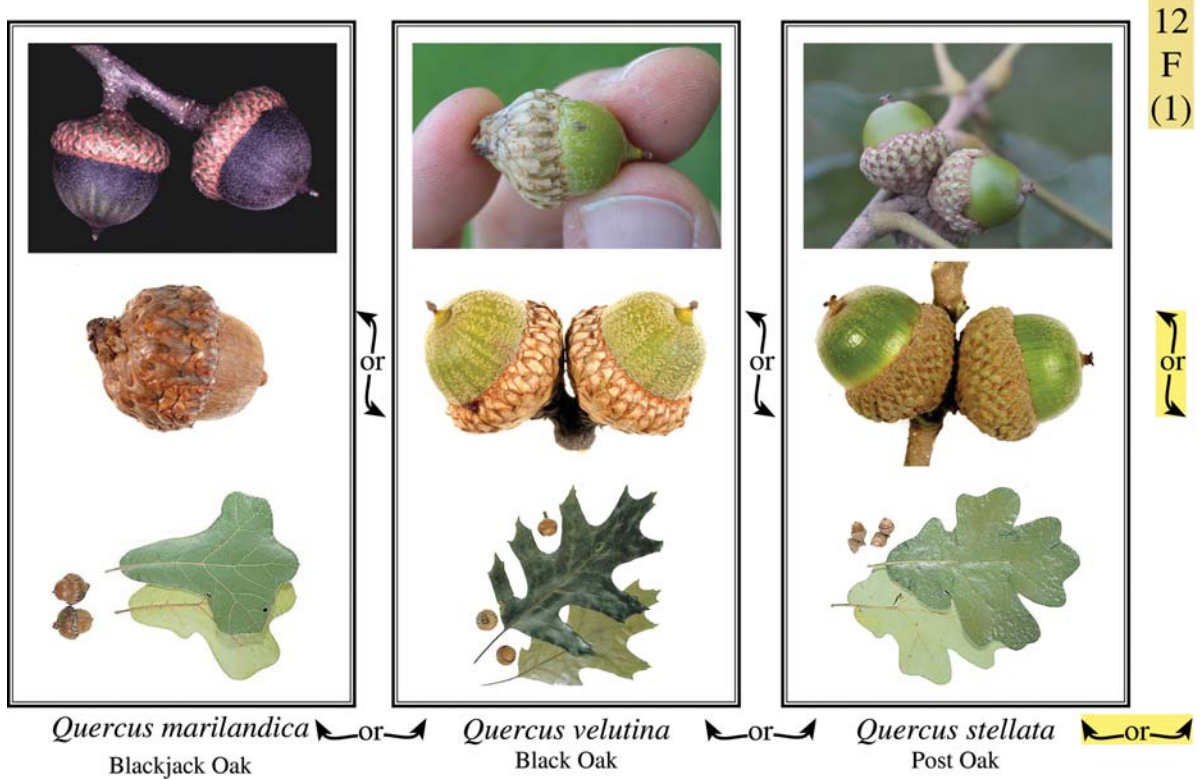 12
F
(1)
or
or
or
Quercus marilandica or Quercus velutina or Quercus stellata or
Blackjack Oak Black Oak Post Oak